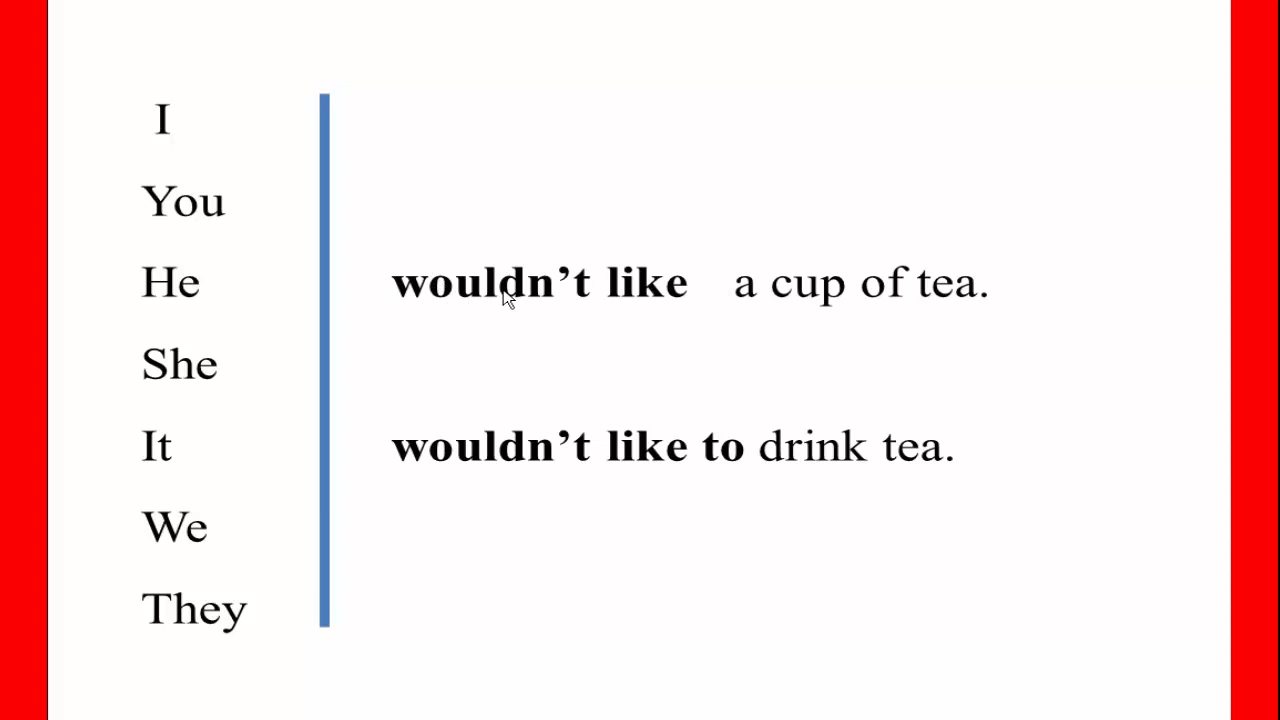 I
You
He wouldn’t like a cup of tea.
She
It wouldn’t like to drink tea.
We
They